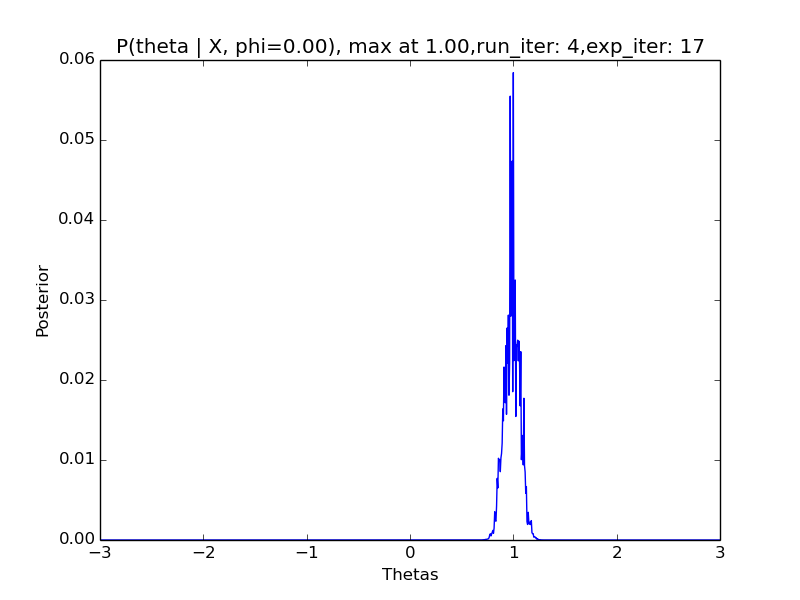 P(theta | X, phi=0.00), max at 1.00,run_iter: 4,exp_iter: 17
0.06
0.05
0.04
0.03
0.02
0.01
0.00
Posterior
−3 −2 −1 0 1 2 3
Thetas